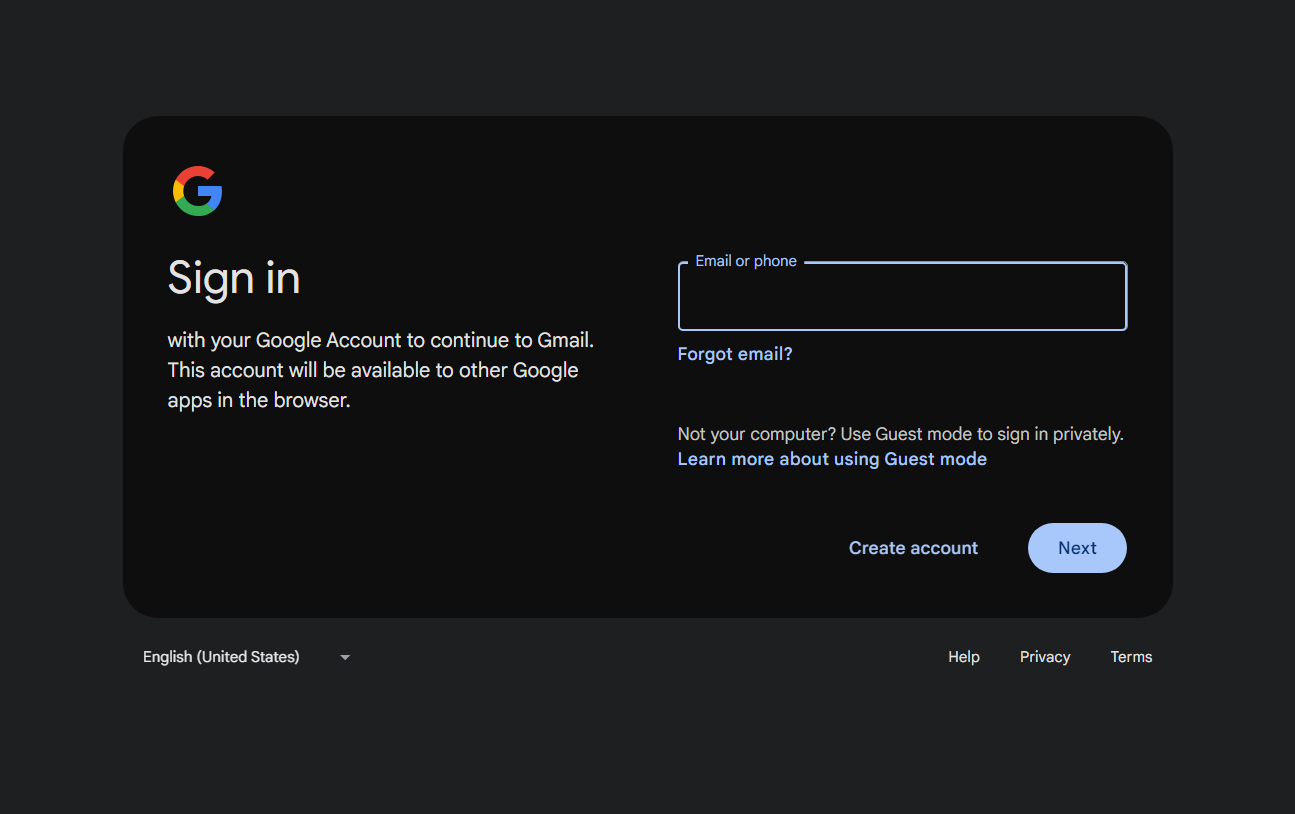 Sign in
with your Google Account to continue to Gmail.
This account will be available to other Google
apps in the browser.
Email or phone
Forgot email?
Not your computer? Use Guest mode to sign in privately.
Learn more about using Guest mode
Create account
Next
English (United States)
Help
Privacy
Terms